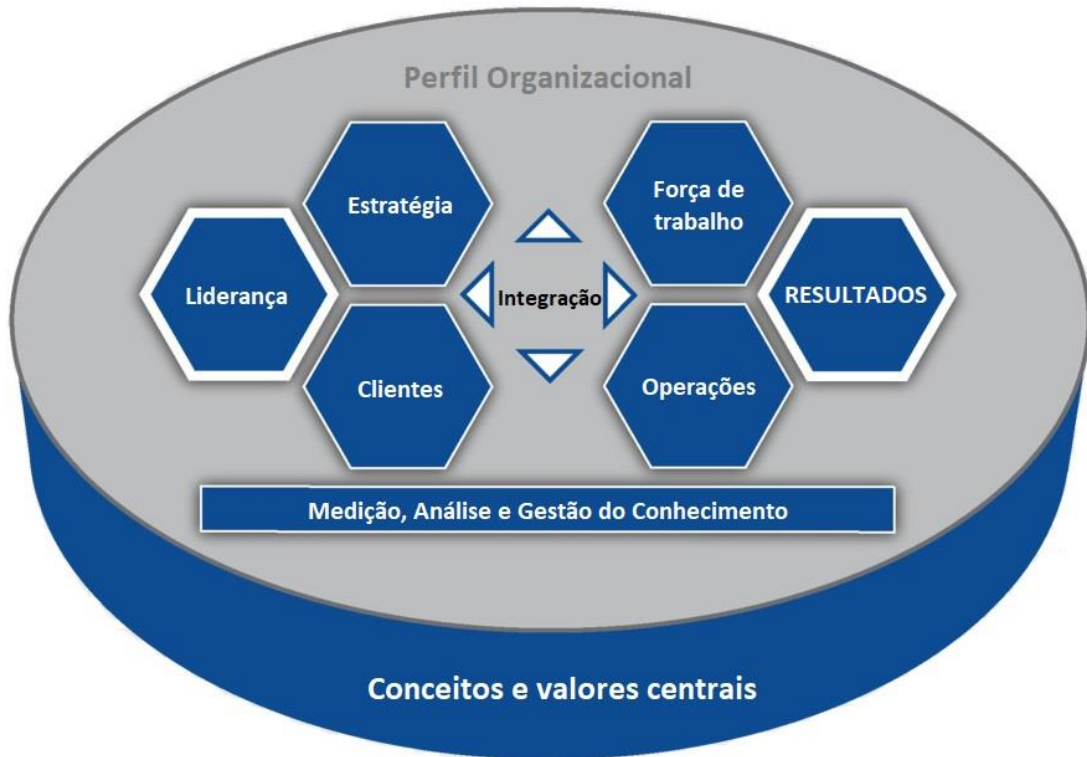 Perfil Organizacional
Estratégia
Força de
trabalho
Liderança
Integração
RESULTADOS
Clientes
Operações
Medição, Análise e Gestão do Conhecimento
Conceitos e valores centrais